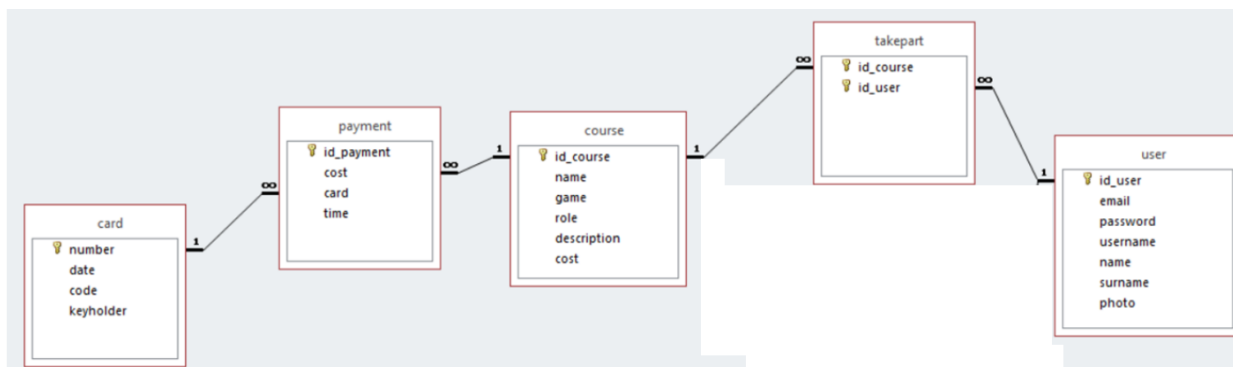 card
number
date
code
keyholder
1
∞
payment
id_payment
cost
card
time
∞
1
course
id_course
name
game
role
description
cost
1
∞
takepart
id_course
id_user
∞
1
user
id_user
email
password
username
name
surname
photo